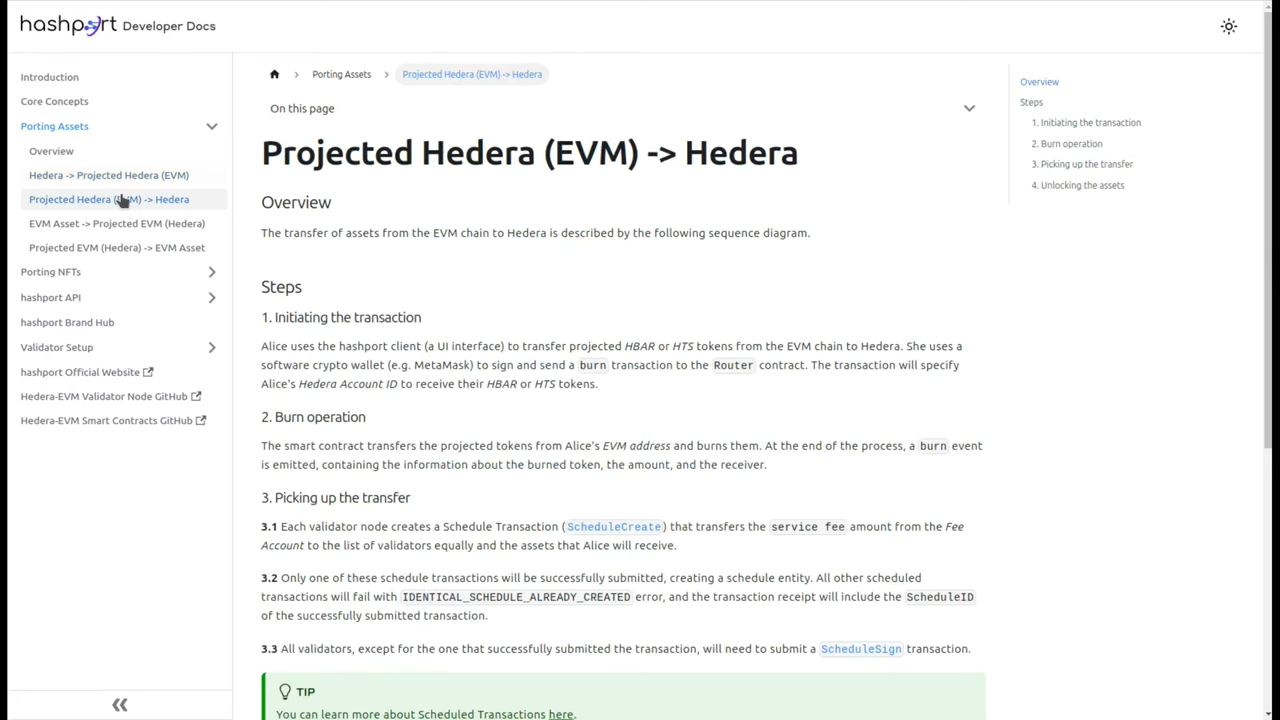 hashport Developer Docs
Introduction
Core Concepts
Porting Assets
Overview
Hedera -> Projected Hedera (EVM)
Projected Hedera (EVM) -> Hedera
EVM Asset -> Projected EVM (Hedera)
Projected EVM (Hedera) -> EVM Asset
Porting NFTs
hashport API
hashport Brand Hub
Validator Setup
hashport Official Website
Hedera-EVM Validator Node GitHub
Hedera-EVM Smart Contracts GitHub
Porting Assets
Projected Hedera (EVM) -> Hedera
On this page
Projected Hedera (EVM) -> Hedera
Overview
The transfer of assets from the EVM chain to Hedera is described by the following sequence diagram.
Steps
1. Initiating the transaction
Alice uses the hashport client (a UI interface) to transfer projected HBAR or HTS tokens from the EVM chain to Hedera. She uses a
software crypto wallet (e.g. MetaMask) to sign and send a burn transaction to the Router contract. The transaction will specify
Alice's Hedera Account ID to receive their HBAR or HTS tokens.
2. Burn operation
The smart contract transfers the projected tokens from Alice's EVM address and burns them. At the end of the process, a burn event
is emitted, containing the information about the burned token, the amount, and the receiver.
3. Picking up the transfer
3.1 Each validator node creates a Schedule Transaction (ScheduleCreate) that transfers the service fee amount from the Fee
Account to the list of validators equally and the assets that Alice will receive.
3.2 Only one of these schedule transactions will be successfully submitted, creating a schedule entity. All other scheduled
transactions will fail with IDENTICAL_SCHEDULE_ALREADY_CREATED error, and the transaction receipt will include the ScheduleID
of the successfully submitted transaction.
3.3 All validators, except for the one that successfully submitted the transaction, will need to submit a ScheduleSign transaction.
TIP
You can learn more about Scheduled Transactions here.
Overview
Steps
1. Initiating the transaction
2. Burn operation
3. Picking up the transfer
4. Unlocking the assets